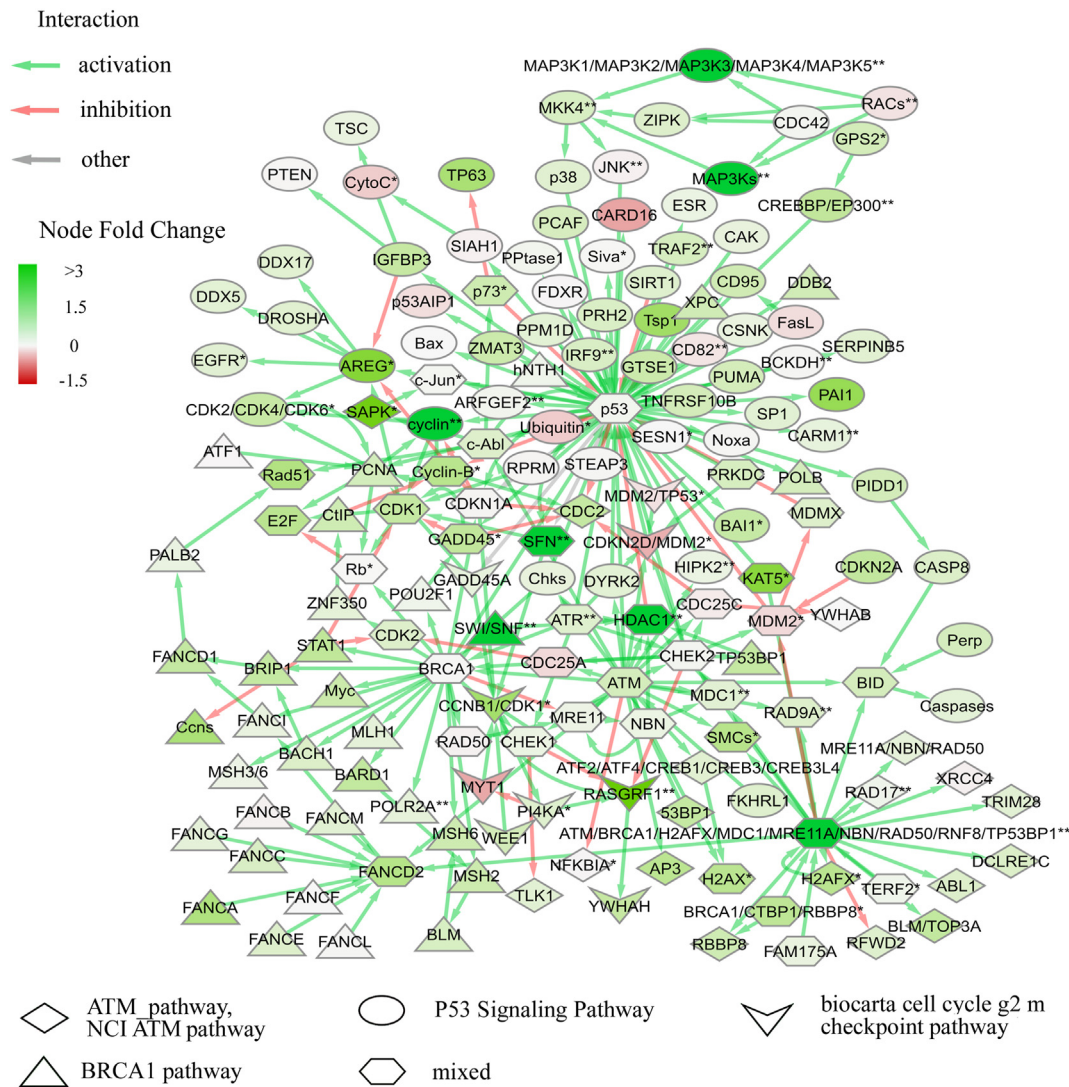 Interaction
activation
inhibition
other
Node Fold Change
>3
1.5
0
-1.5
MAP3K1/MAP3K2/MAP3K3/MAP3K4/MAP3K5**
MKK4**
ZIPK
CDC42
RACs**
GPS2*
TSC
PTEN
CytoC*
TP63
p38
JNK**
MAP3Ks**
CREBBP/EP300**
PCAF
CARD16
ESR
SIAH1
PPtase1
Siva*
TRAF2**
CAK
DDX17
IGFBP3
DDX5
p53AIP1
p73*
FDXR
SIRT1
CD95
DDB2
XPC
DROSHA
PPM1D
PRH2
Tsp1
CSNK
FasL
EGFR*
AREG*
Bax
ZMAT3
IRF9**
CD82**
BCKDH**
SERPINB5
c-Jun*
hNTH1
GTSE1
PUMA
CDK2/CDK4/CDK6*
SAPK*
cyclin**
ARFGEF2**
p53
TNFRSF10B
SP1
PAI1
Ubiquitin*
SESN1*
Noxa
CARM1**
ATF1
c-Abl
Rad51
PCNA
Cyclin-B*
RPRM
STEAP3
PRKDC
POLB
PIDD1
MDM2/TP53*
E2F
CtIP
CDK1
CDKN1A
CDC2
BAI1*
MDMX
GADD45*
SFN**
CDKN2D/MDM2*
PALB2
Rb*
GADD45A
Chks
DYRK2
HIPK2**
KAT5*
CDKN2A
CASP8
ZNF350
POU2F1
CDC25C
YWHAB
SWI/SNF**
ATR**
HDAC1**
MDM2*
STAT1
CDK2
Perp
FANCD1
BRIP1
BRCA1
CDC25A
CHEK2
TP53BP1
ATM
BID
Myc
CCNB1/CDK1*
MDC1**
Caspases
Ccns
FANCI
MLH1
RAD50
MRE11
NBN
RAD9A**
CHEK1
SMCs*
MRE11A/NBN/RAD50
BACH1
MSH3/6
BARD1
ATF2/ATF4/CREB1/CREB3/CREB3L4
MYT1
RASGRF1**
RAD17**
XRCC4
FANCB
FANCM
POLR2A**
PI4KA*
53BP1
FKHRL1
TRIM28
FANCG
MSH6
WEE1
ATM/BRCA1/H2AFX/MDC1/MRE11A/NBN/RAD50/RNF8/TP53BP1**
FANCC
FANCD2
MSH2
NFKBIA*
AP3
H2AX*
H2AFX*
TERF2*
DCLRE1C
ABL1
FANCA
FANCF
TLK1
YWHAH
BRCA1/CTBP1/RBBP8*
BLM/TOP3A
FANCE
FANCL
BLM
RBBP8
FAM175A
RFWD2
ATM_pathway,
NCI ATM pathway
P53 Signaling Pathway
biocarta cell cycle g2 m
checkpoint pathway
BRCA1 pathway
mixed